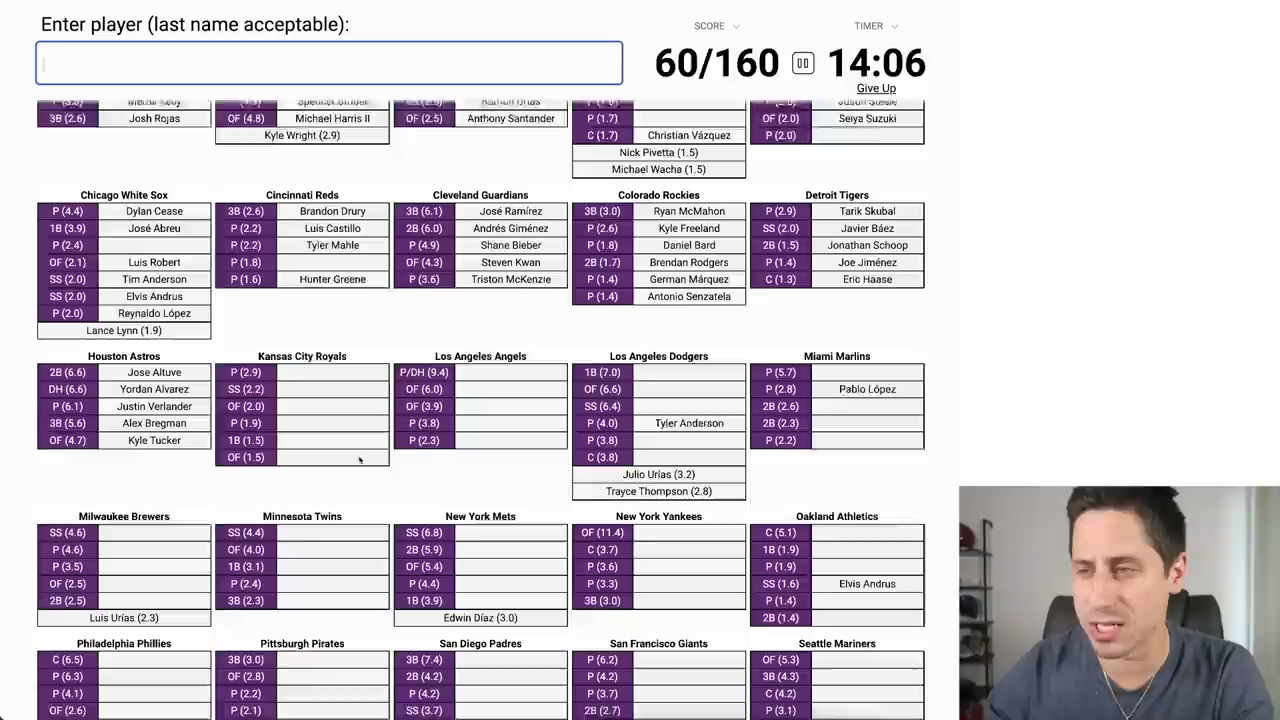 Enter player (last name acceptable):
SCORE
TIMER
60/160
14:06
Give Up
3B (2.6) Josh Rojas
OF (4.8) Michael Harris II
Kyle Wright (2.9)
OF (2.5) Anthony Santander
P (1.7)
C (1.7) Christian Vázquez
Nick Pivetta (1.5)
Michael Wacha (1.5)
OF (2.0) Seiya Suzuki
P (2.0)
Chicago White Sox
P (4.4) Dylan Cease
1B (3.9) José Abreu
P (2.4)
OF (2.1) Luis Robert
SS (2.0) Tim Anderson
SS (2.0) Elvis Andrus
P (2.0) Reynaldo López
Lance Lynn (1.9)
Cincinnati Reds
3B (2.6) Brandon Drury
P (2.2) Luis Castillo
P (2.2) Tyler Mahle
P (1.8)
P (1.6) Hunter Greene
Cleveland Guardians
3B (6.1) José Ramírez
2B (6.0) Andrés Giménez
P (4.9) Shane Bieber
OF (4.3) Steven Kwan
P (3.6) Triston McKenzie
Colorado Rockies
3B (3.0) Ryan McMahon
P (2.6) Kyle Freeland
P (1.8) Daniel Bard
2B (1.7) Brendan Rodgers
P (1.4) German Márquez
P (1.4) Antonio Senzatela
Detroit Tigers
P (2.9) Tarik Skubal
SS (2.0) Javier Báez
2B (1.5) Jonathan Schoop
P (1.4) Joe Jiménez
C (1.3) Eric Haase
Houston Astros
2B (6.6) Jose Altuve
DH (6.6) Yordan Alvarez
P (6.1) Justin Verlander
3B (5.6) Alex Bregman
OF (4.7) Kyle Tucker
Kansas City Royals
P (2.9)
SS (2.2)
OF (2.0)
P (1.9)
1B (1.5)
OF (1.5)
Los Angeles Angels
P/DH (9.4)
OF (6.0)
OF (3.9)
P (3.8)
P (2.3)
Los Angeles Dodgers
1B (7.0)
OF (6.6)
SS (6.4)
P (4.0) Tyler Anderson
P (3.8)
C (3.8)
Julio Urías (3.2)
Trayce Thompson (2.8)
Miami Marlins
P (5.7)
P (2.8) Pablo López
2B (2.6)
2B (2.3)
P (2.2)
Milwaukee Brewers
SS (4.6)
P (4.6)
P (3.5)
OF (2.5)
2B (2.5)
Luis Urías (2.3)
Minnesota Twins
SS (4.4)
OF (4.0)
1B (3.1)
P (2.4)
3B (2.3)
New York Mets
SS (6.8)
2B (5.9)
OF (5.4)
P (4.4)
1B (3.9)
Edwin Díaz (3.0)
New York Yankees
OF (11.4)
C (3.7)
P (3.6)
P (3.3)
3B (3.0)
Oakland Athletics
C (5.1)
1B (1.9)
P (1.9)
SS (1.6) Elvis Andrus
P (1.4)
2B (1.4)
Philadelphia Phillies
C (6.5)
P (6.3)
P (4.1)
OF (2.6)
Pittsburgh Pirates
3B (3.0)
OF (2.8)
P (2.2)
P (2.1)
San Diego Padres
3B (7.4)
2B (4.2)
P (4.2)
SS (3.7)
San Francisco Giants
P (6.2)
P (4.2)
P (3.7)
2B (2.7)
Seattle Mariners
OF (5.3)
3B (4.3)
C (4.2)
P (3.1)